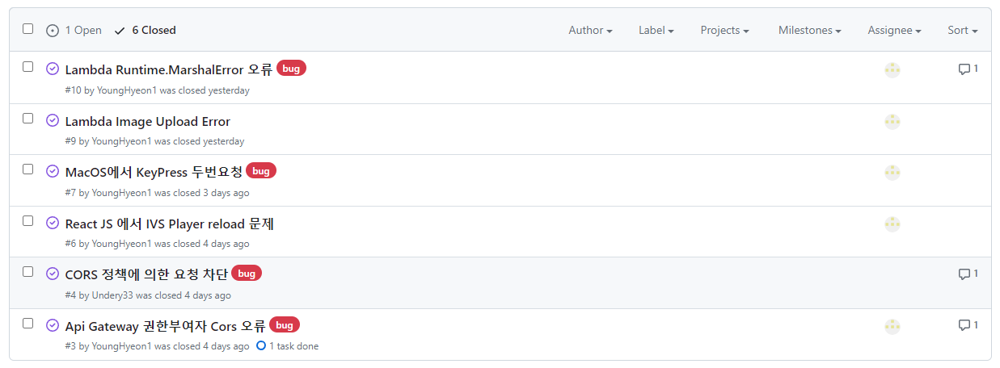 1 Open 6 Closed Author Label Projects Milestones Assignee Sort
Lambda Runtime.MarshalError 오류 bug 1
#10 by YoungHyeon1 was closed yesterday
Lambda Image Upload Error
#9 by YoungHyeon1 was closed yesterday
MacOS에서 KeyPress 두번요청 bug
#7 by YoungHyeon1 was closed 3 days ago
React JS 에서 IVS Player reload 문제
#6 by YoungHyeon1 was closed 4 days ago
CORS 정책에 의한 요청 차단 bug 1
#4 by Undery33 was closed 4 days ago
Api Gateway 권한부여자 Cors 오류 bug 1
#3 by YoungHyeon1 was closed 4 days ago 1 task done